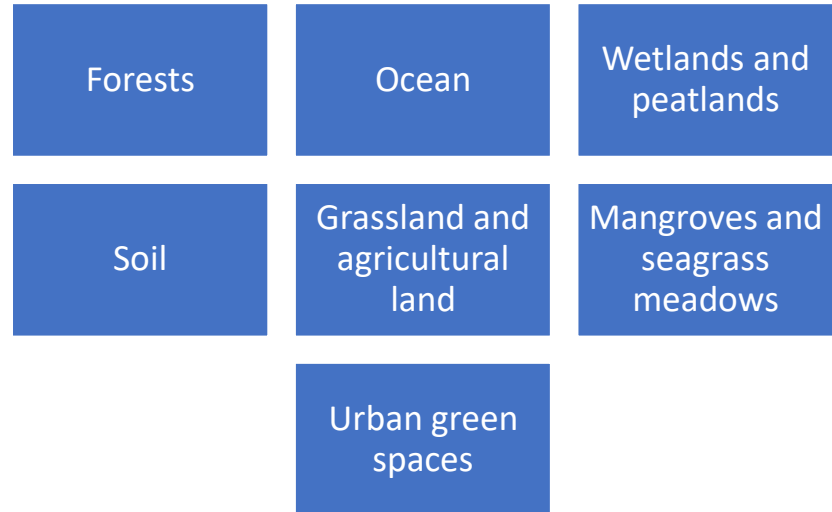 Forests
Ocean
Wetlands and
peatlands
Soil
Grassland and
agricultural
land
Mangroves and
seagrass
meadows
Urban green
spaces